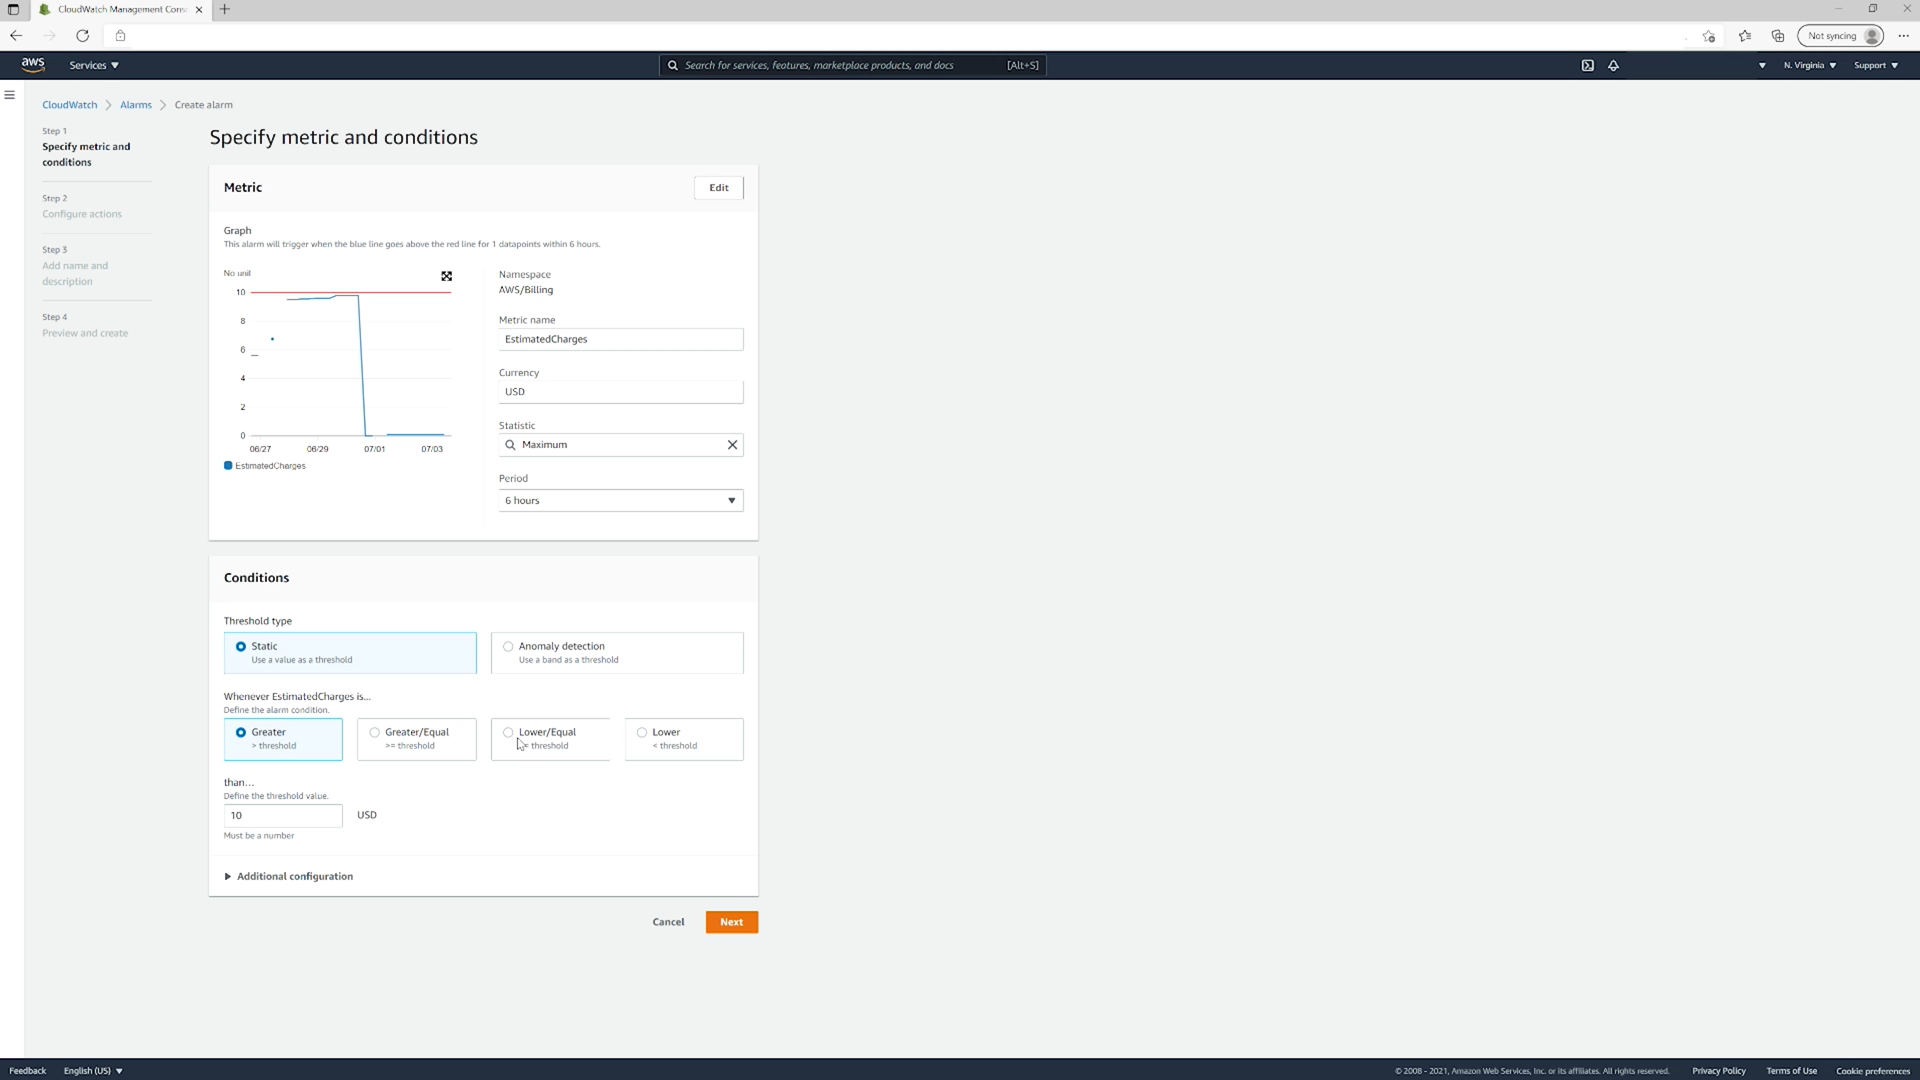 CloudWatch Management Cons
Not syncing
aws
Services
Search for services, features, marketplace products, and docs
[Alt+S]
N. Virginia
Support
CloudWatch
Alarms
Create alarm
Step 1
Specify metric and
conditions
Step 2
Configure actions
Step 3
Add name and
description
Step 4
Preview and create
Specify metric and conditions
Metric
Edit
Graph
This alarm will trigger when the blue line goes above the red line for 1 datapoints within 6 hours.
No unit
10
8
6
4
2
0
06/27
06/29
07/01
07/03
EstimatedCharges
Namespace
AWS/Billing
Metric name
EstimatedCharges
Currency
USD
Statistic
Maximum
Period
6 hours
Conditions
Threshold type
Static
Use a value as a threshold
Anomaly detection
Use a band as a threshold
Whenever EstimatedCharges is...
Define the alarm condition.
Greater
> threshold
Greater/Equal
>= threshold
Lower/Equal
= threshold
Lower
< threshold
than...
Define the threshold value.
10
USD
Must be a number
Additional configuration
Cancel
Next
Feedback
English (US)
© 2008 - 2021, Amazon Web Services, Inc. or its affiliates. All rights reserved.
Privacy Policy
Terms of Use
Cookie preferences